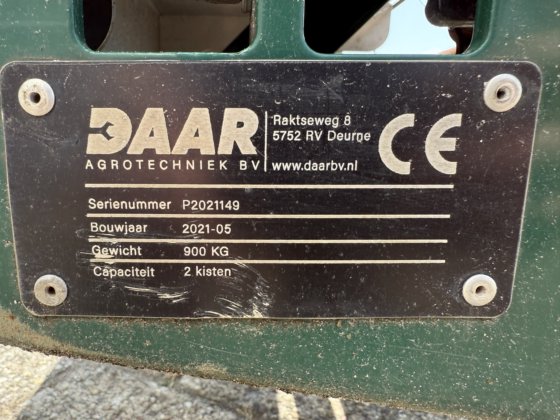 DAAR
AGROTECHNIEK BV
Raktseweg 8
5752 RV Deurne
www.daarbv.nl
CE
Serienummer P2021149
Bouwjaar 2021-05
Gewicht 900 KG
Capaciteit 2 kisten